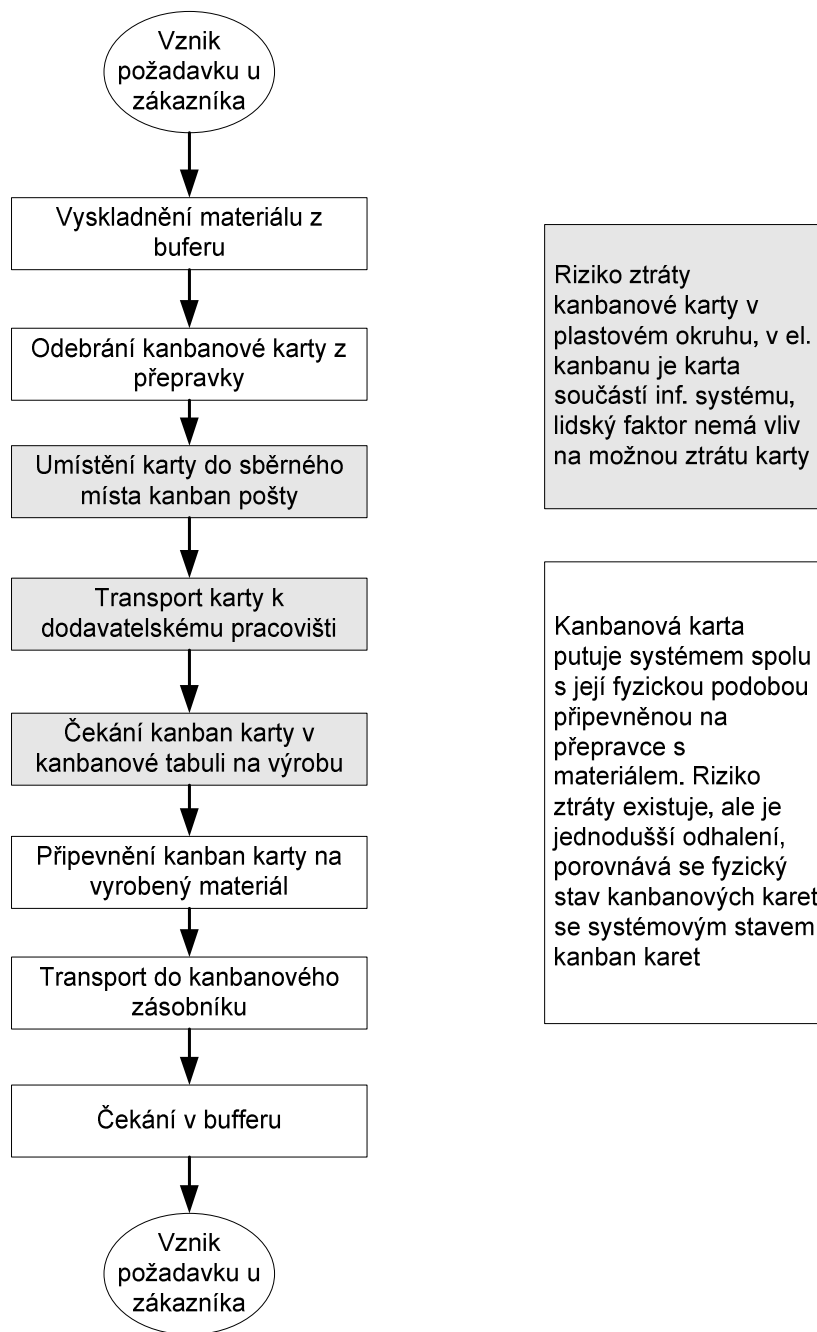 Vznik
požadavku u
zákazníka
Vyskladnění materiálu z
buferu
Odebrání kanbanové karty z
přepravky
Umístění karty do sběrného
místa kanban pošty
Transport karty k
dodavatelskému pracovišti
Čekání kanban karty v
kanbanové tabuli na výrobu
Připevnění kanban karty na
vyrobený materiál
Transport do kanbanového
zásobníku
Čekání v bufferu
Vznik
požadavku u
zákazníka
Riziko ztráty
kanbanové karty v
plastovém okruhu, v el.
kanbanu je karta
součástí inf. systému,
lidský faktor nemá vliv
na možnou ztrátu karty
Kanbanová karta
putuje systémem spolu
s její fyzickou podobou
připevněnou na
přepravce s
materiálem. Riziko
ztráty existuje, ale je
jednodušší odhalení,
porovnává se fyzický
stav kanbanových karet
se systémovým stavem
kanban karet